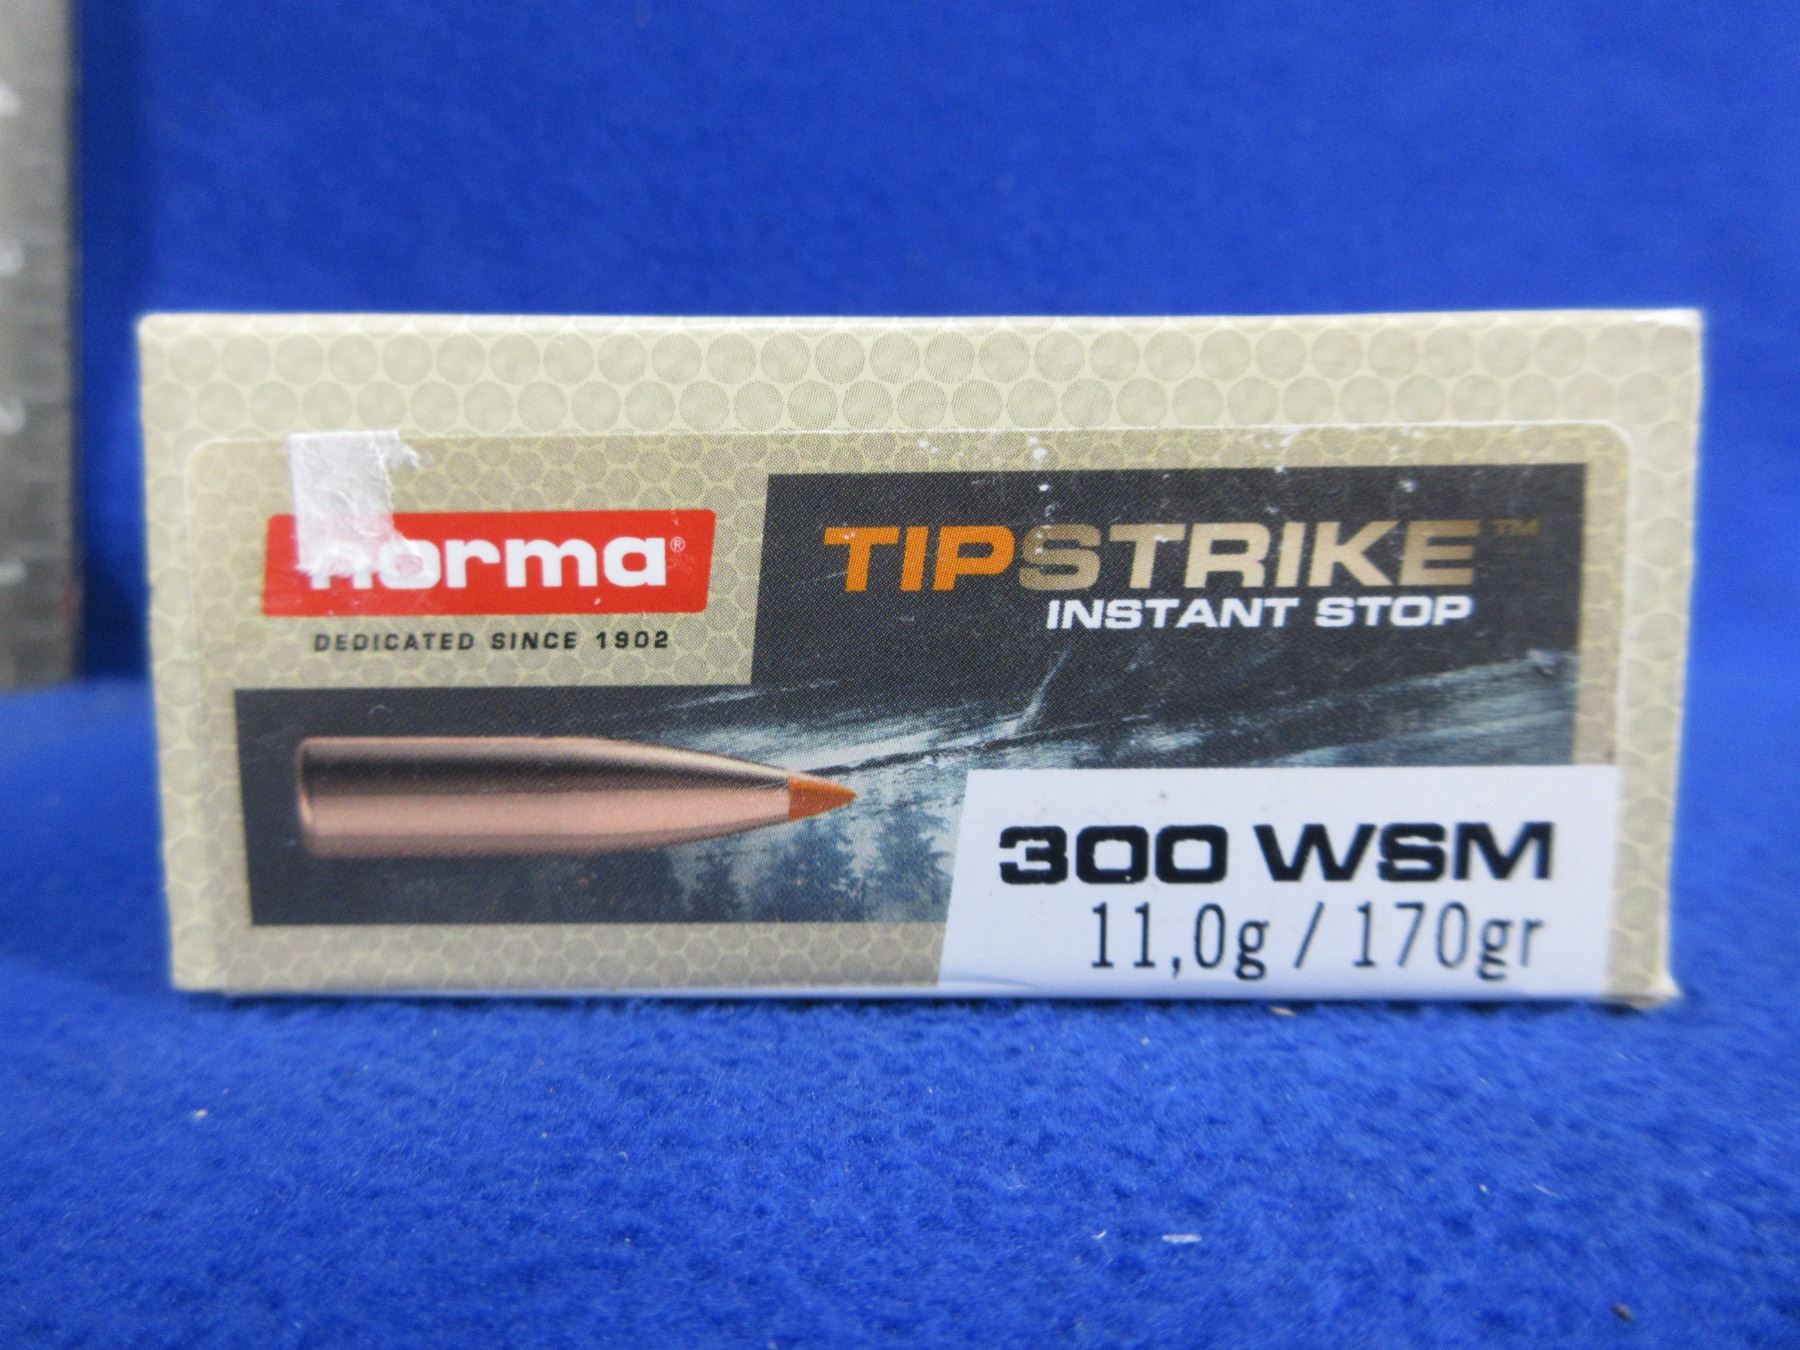 norma®
DEDICATED SINCE 1902
TIPSTRIKE™
INSTANT STOP
300 WSM
11,0g / 170gr